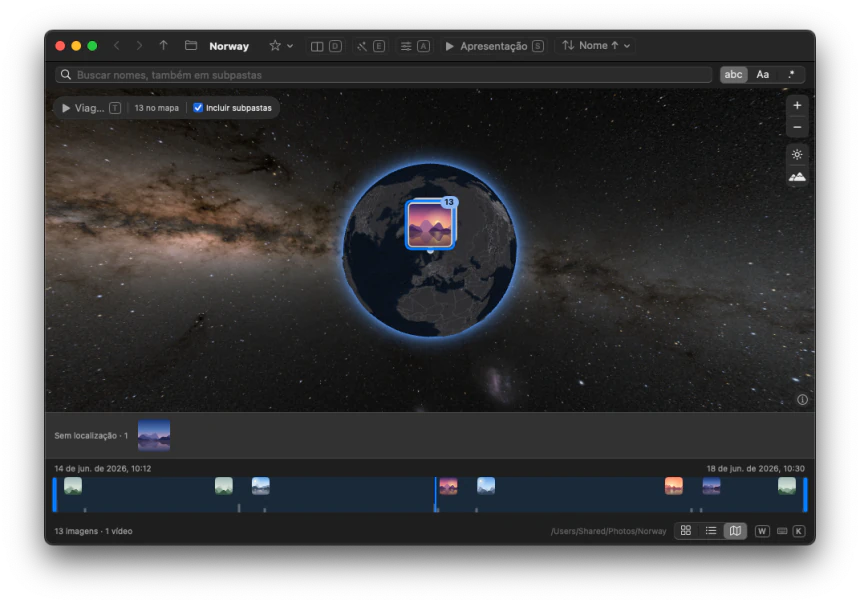 Norway D E A Apresentação S Nome
Buscar nomes, também em subpastas abc Aa .*
Viag... T 13 no mapa Incluir subpastas
+
−
13
Sem localização · 1
14 de jun. de 2026, 10:12 18 de jun. de 2026, 10:30
13 imagens · 1 vídeo /Users/Shared/Photos/Norway W K